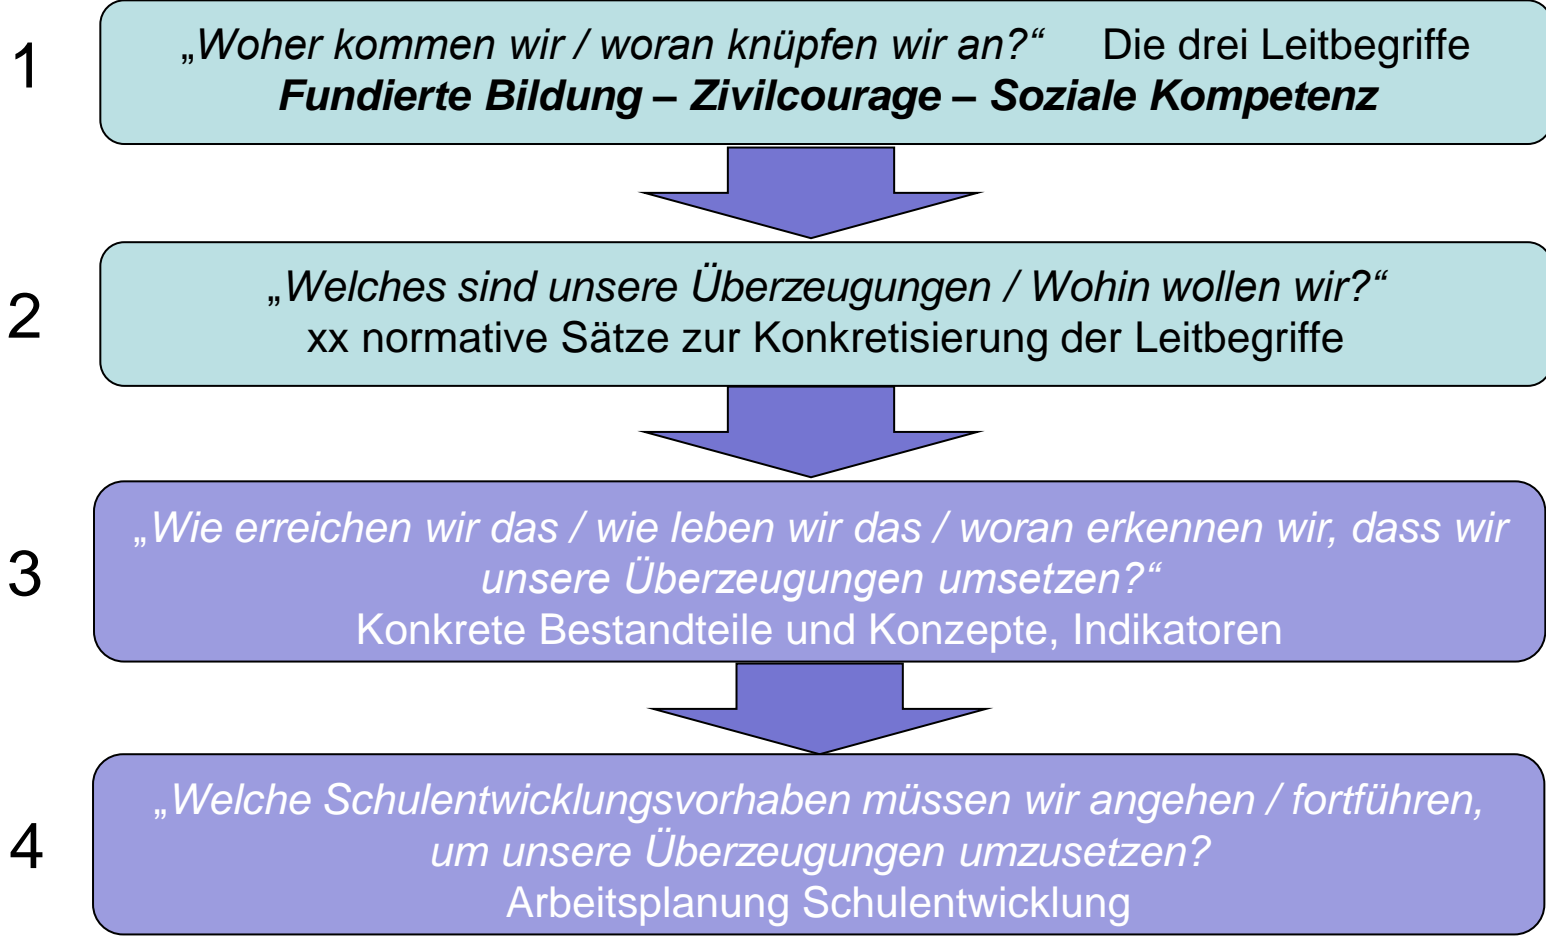 1
„Woher kommen wir / woran knüpfen wir an?“ Die drei Leitbegriffe
Fundierte Bildung – Zivilcourage – Soziale Kompetenz
2
„Welches sind unsere Überzeugungen / Wohin wollen wir?“
xx normative Sätze zur Konkretisierung der Leitbegriffe
3
„Wie erreichen wir das / wie leben wir das / woran erkennen wir, dass wir
unsere Überzeugungen umsetzen?“
Konkrete Bestandteile und Konzepte, Indikatoren
4
„Welche Schulentwicklungsvorhaben müssen wir angehen / fortführen,
um unsere Überzeugungen umzusetzen?
Arbeitsplanung Schulentwicklung